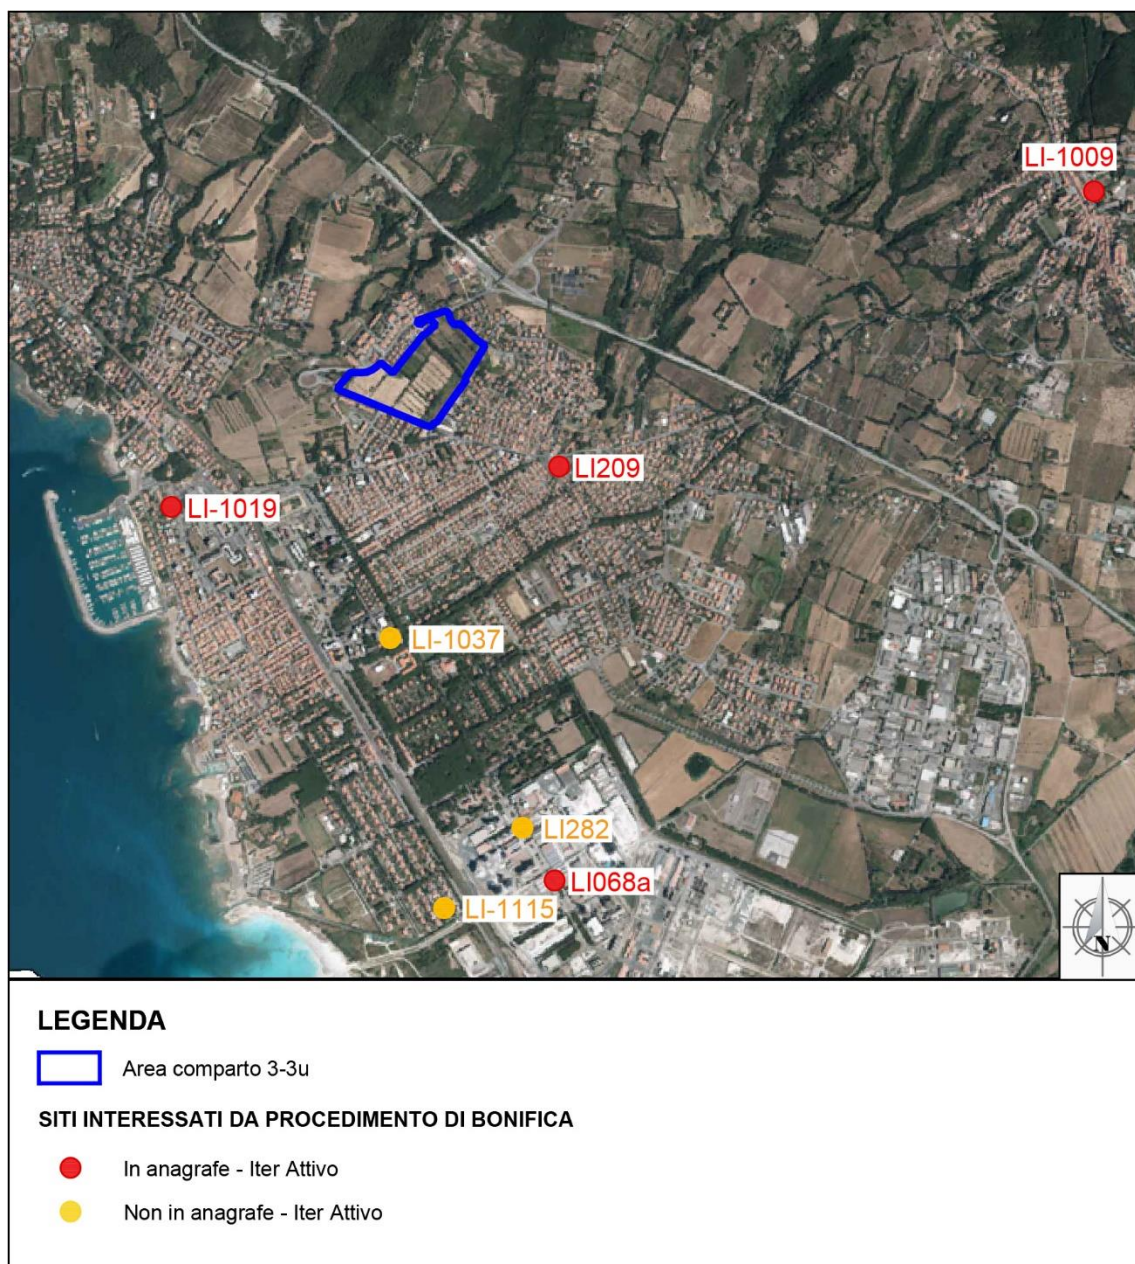 LI-1009
LI209
LI-1019
LI-1037
LI282
LI068a
LI-1115
N
LEGENDA
Area comparto 3-3u
SITI INTERESSATI DA PROCEDIMENTO DI BONIFICA
In anagrafe - Iter Attivo
Non in anagrafe - Iter Attivo